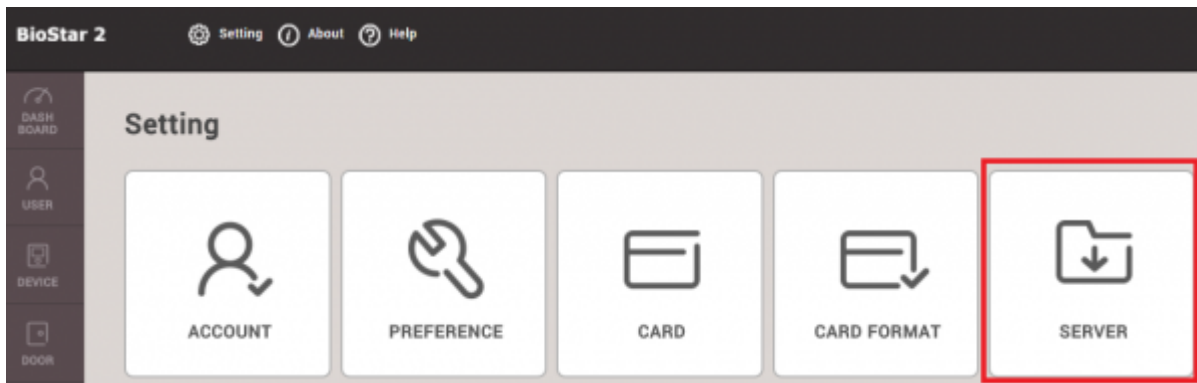 BioStar 2 Setting About Help
DASH
BOARD
Setting
USER
DEVICE
DOOR
ACCOUNT PREFERENCE CARD CARD FORMAT SERVER